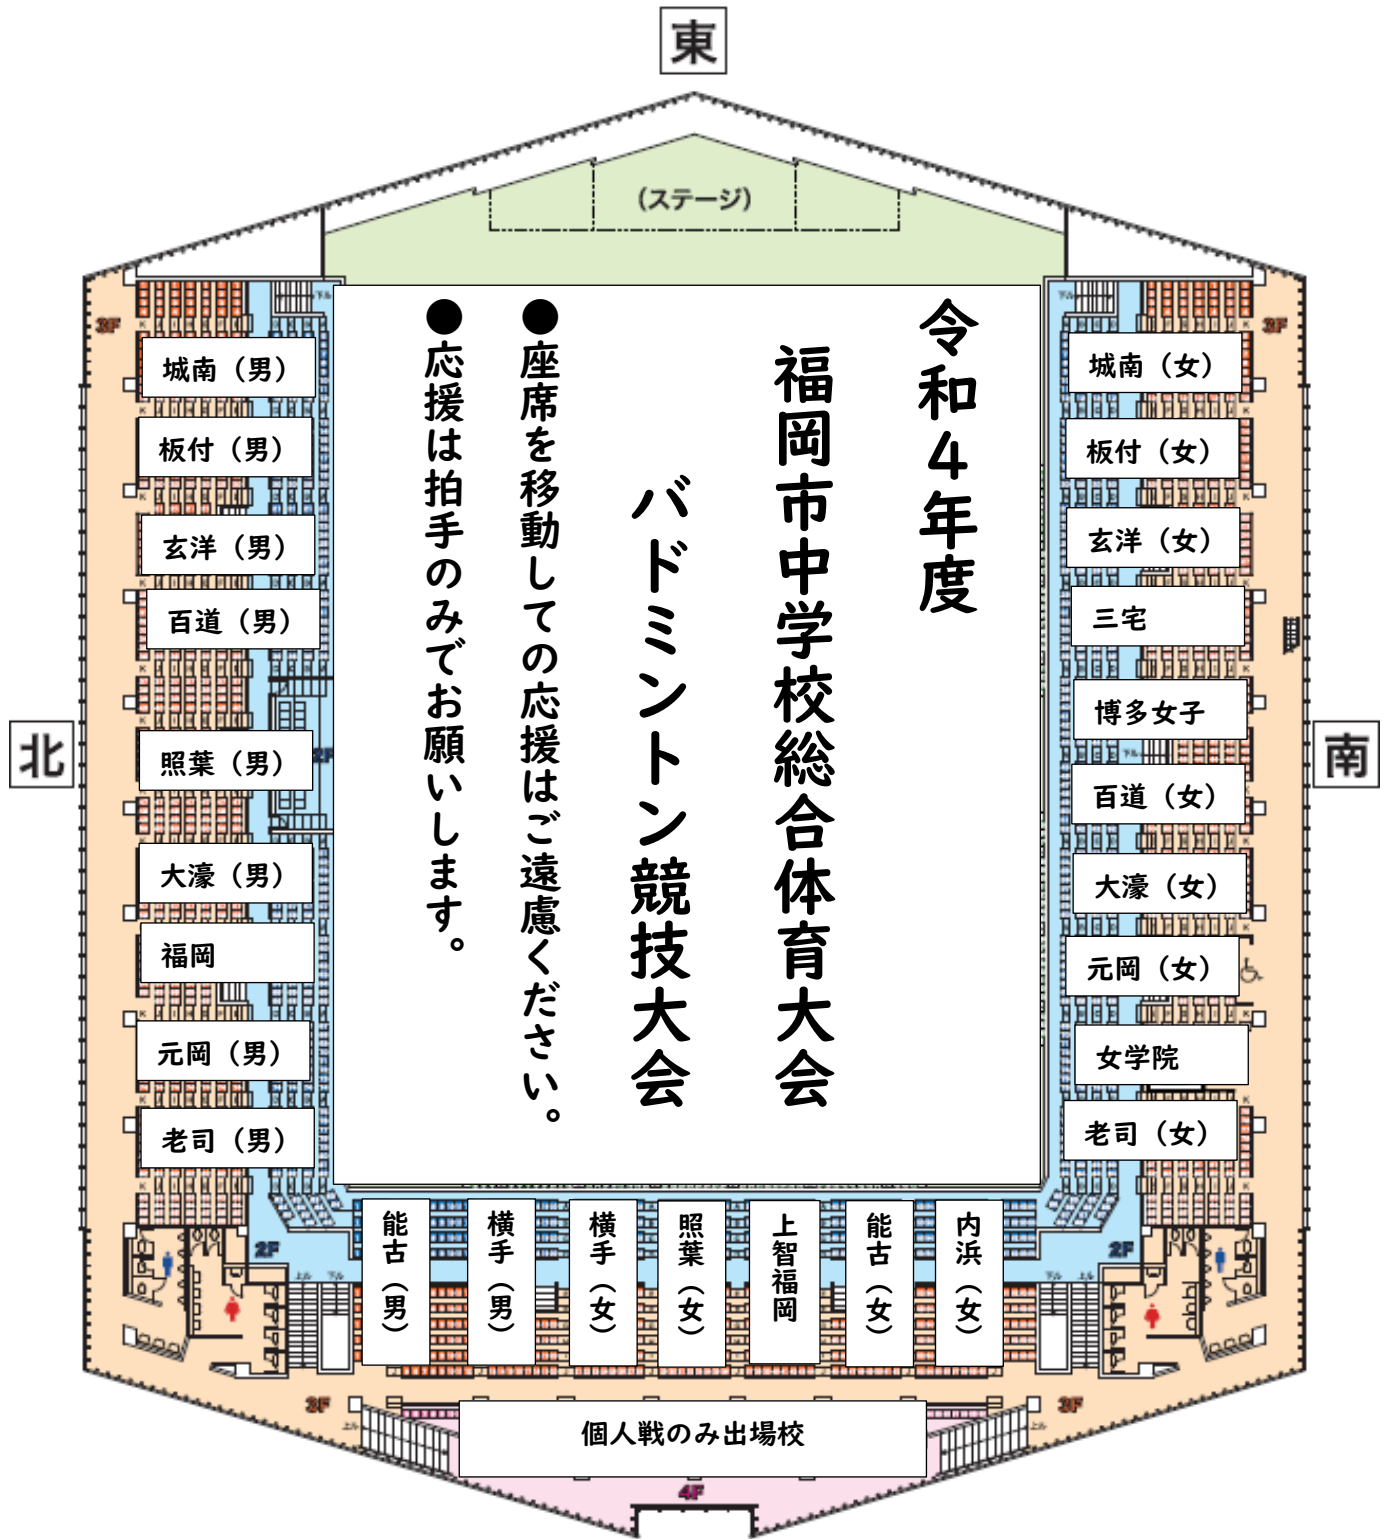 東
(ステージ)
北
南
令和４年度
福岡市中学校総合体育大会
バドミントン競技大会
●座席を移動しての応援はご遠慮ください。
●応援は拍手のみでお願いします。
3F
城南（男）
板付（男）
玄洋（男）
百道（男）
2F
照葉（男）
大濠（男）
福岡
元岡（男）
老司（男）
3F
城南（女）
板付（女）
玄洋（女）
三宅
博多女子
百道（女）
大濠（女）
元岡（女）
女学院
老司（女）
2F
2F
能古（男）
横手（男）
横手（女）
照葉（女）
上智福岡
能古（女）
内浜（女）
3F
3F
個人戦のみ出場校
4F